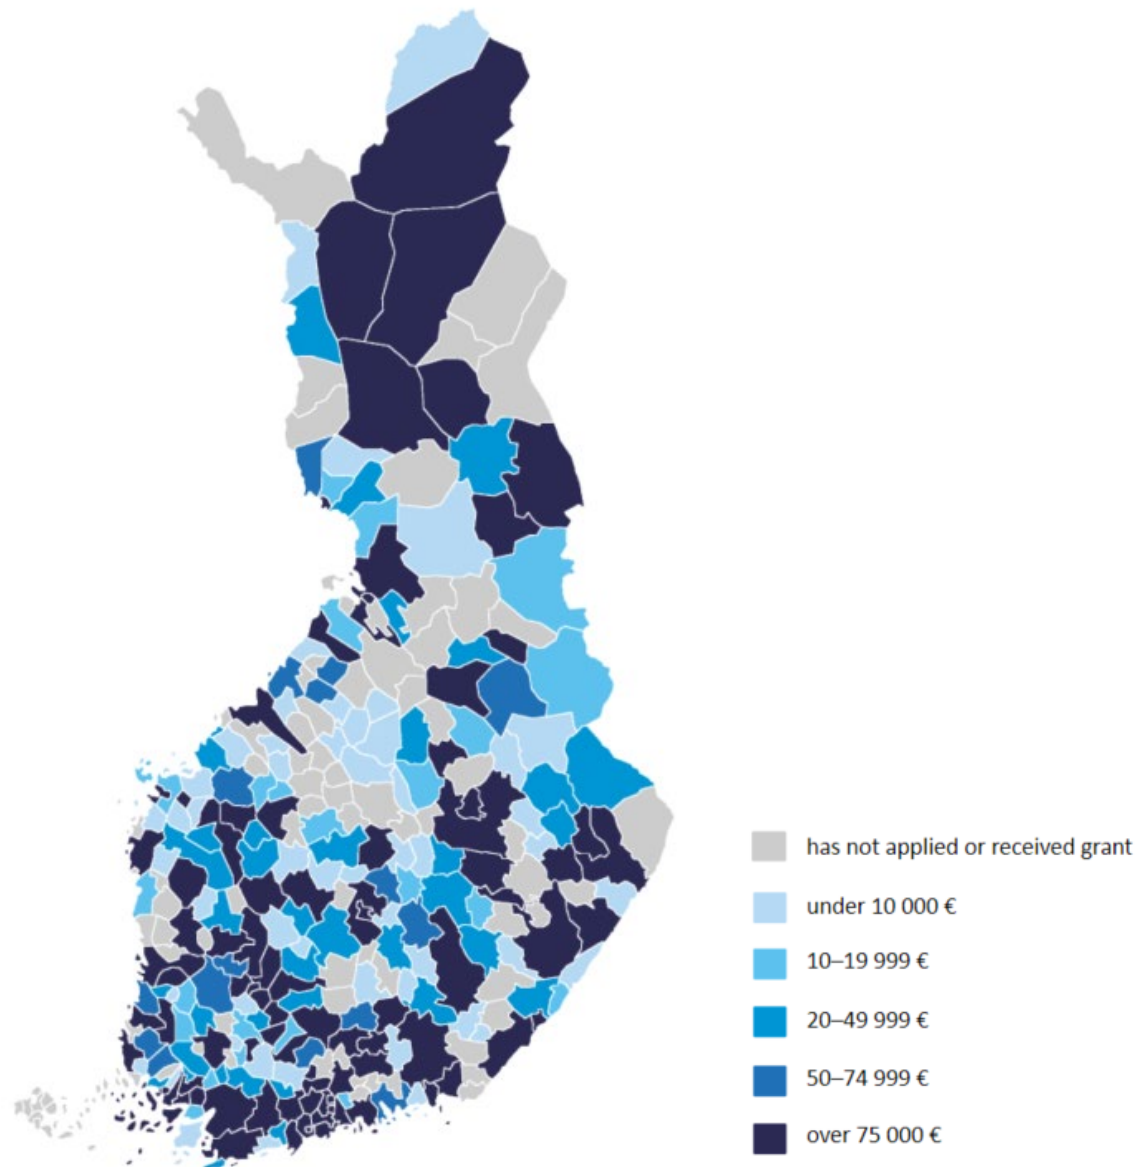 has not applied or received grant
under 10 000 €
10–19 999 €
20–49 999 €
50–74 999 €
over 75 000 €